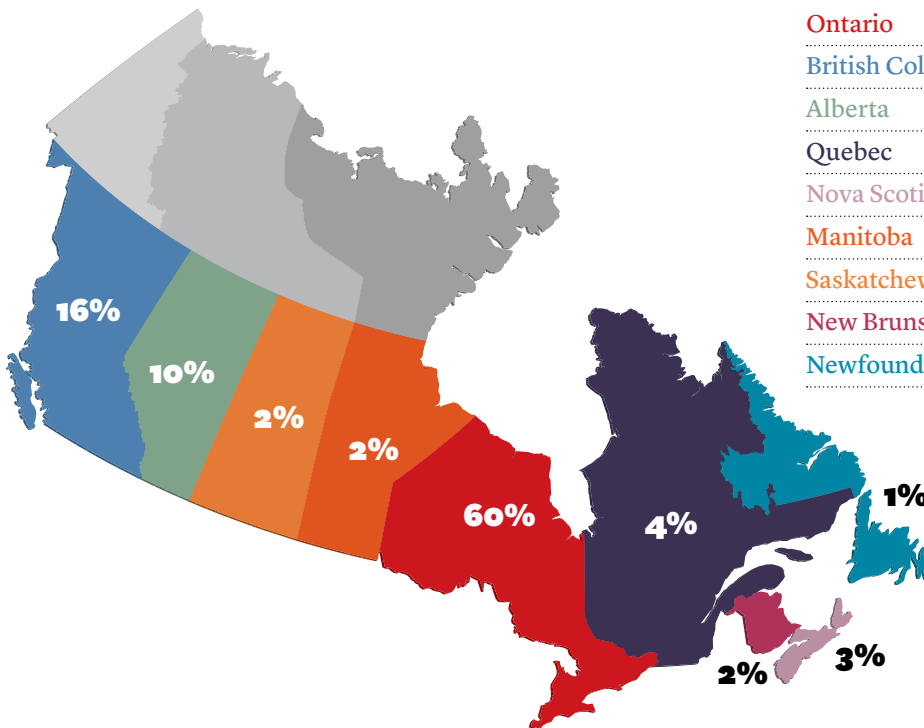 Ontario
British Col
Alberta
Quebec
Nova Scoti
Manitoba
Saskatchew
New Bruns
Newfound
16%
10%
2%
2%
60%
4%
1%
2%
3%